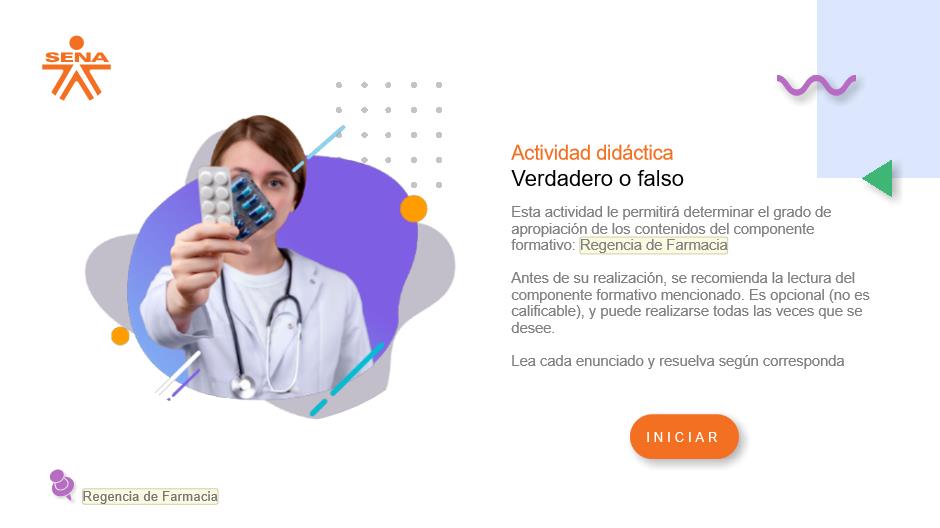 SENA
Actividad didáctica
Verdadero o falso
Esta actividad le permitirá determinar el grado de
apropiación de los contenidos del componente
formativo: Regencia de Farmacia
Antes de su realización, se recomienda la lectura del
componente formativo mencionado. Es opcional (no es
calificable), y puede realizarse todas las veces que se
desee.
Lea cada enunciado y resuelva según corresponda
INICIAR
Regencia de Farmacia